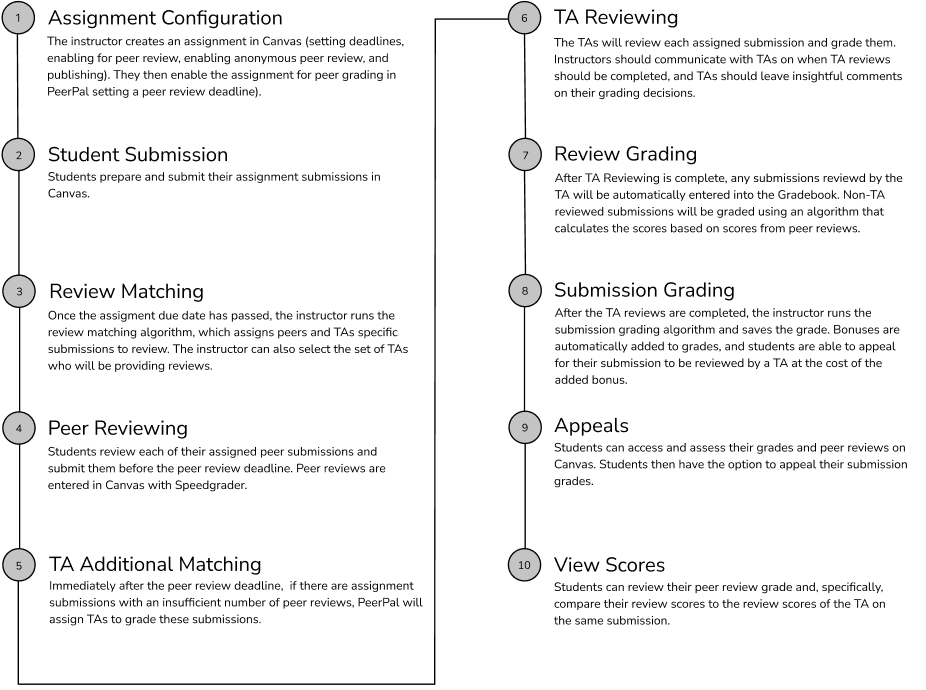 1
Assignment Configuration
The instructor creates an assignment in Canvas (setting deadlines,
enabling for peer review, enabling anonymous peer review, and
publishing). They then enable the assignment for peer grading in
PeerPal setting a peer review deadline).
2
Student Submission
Students prepare and submit their assignment submissions in
Canvas.
3
Review Matching
Once the assigment due date has passed, the instructor runs the
review matching algorithm, which assigns peers and TAs specific
submissions to review. The instructor can also select the set of TAs
who will be providing reviews.
4
Peer Reviewing
Students review each of their assigned peer submissions and
submit them before the peer review deadline. Peer reviews are
entered in Canvas with Speedgrader.
5
TA Additional Matching
Immediately after the peer review deadline,  if there are assignment
submissions with an insufficient number of peer reviews, PeerPal will
assign TAs to grade these submissions.
6
TA Reviewing
The TAs will review each assigned submission and grade them.
Instructors should communicate with TAs on when TA reviews
should be completed, and TAs should leave insightful comments
on their grading decisions.
7
Review Grading
After TA Reviewing is complete, any submissions reviewd by the
TA will be automatically entered into the Gradebook. Non-TA
reviewed submissions will be graded using an algorithm that
calculates the scores based on scores from peer reviews.
8
Submission Grading
After the TA reviews are completed, the instructor runs the
submission grading algorithm and saves the grade. Bonuses are
automatically added to grades, and students are able to appeal
for their submission to be reviewed by a TA at the cost of the
added bonus.
9
Appeals
Students can access and assess their grades and peer reviews on
Canvas. Students then have the option to appeal their submission
grades.
10
View Scores
Students can review their peer review grade and, specifically,
compare their review scores to the review scores of the TA on
the same submission.